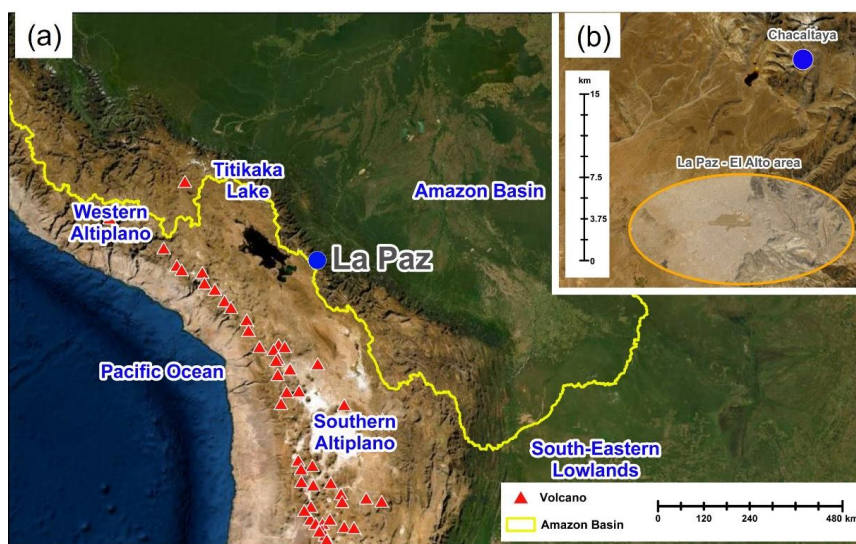 (a)
Titikaka
Lake
Western
Altiplano
Amazon Basin
La Paz
Pacific Ocean
Southern
Altiplano
South-Eastern
Lowlands
Volcano
Amazon Basin
0 120 240 360 480 km
(b)
Chacaltaya
km
15
7.5
3.75
0
La Paz - El Alto area